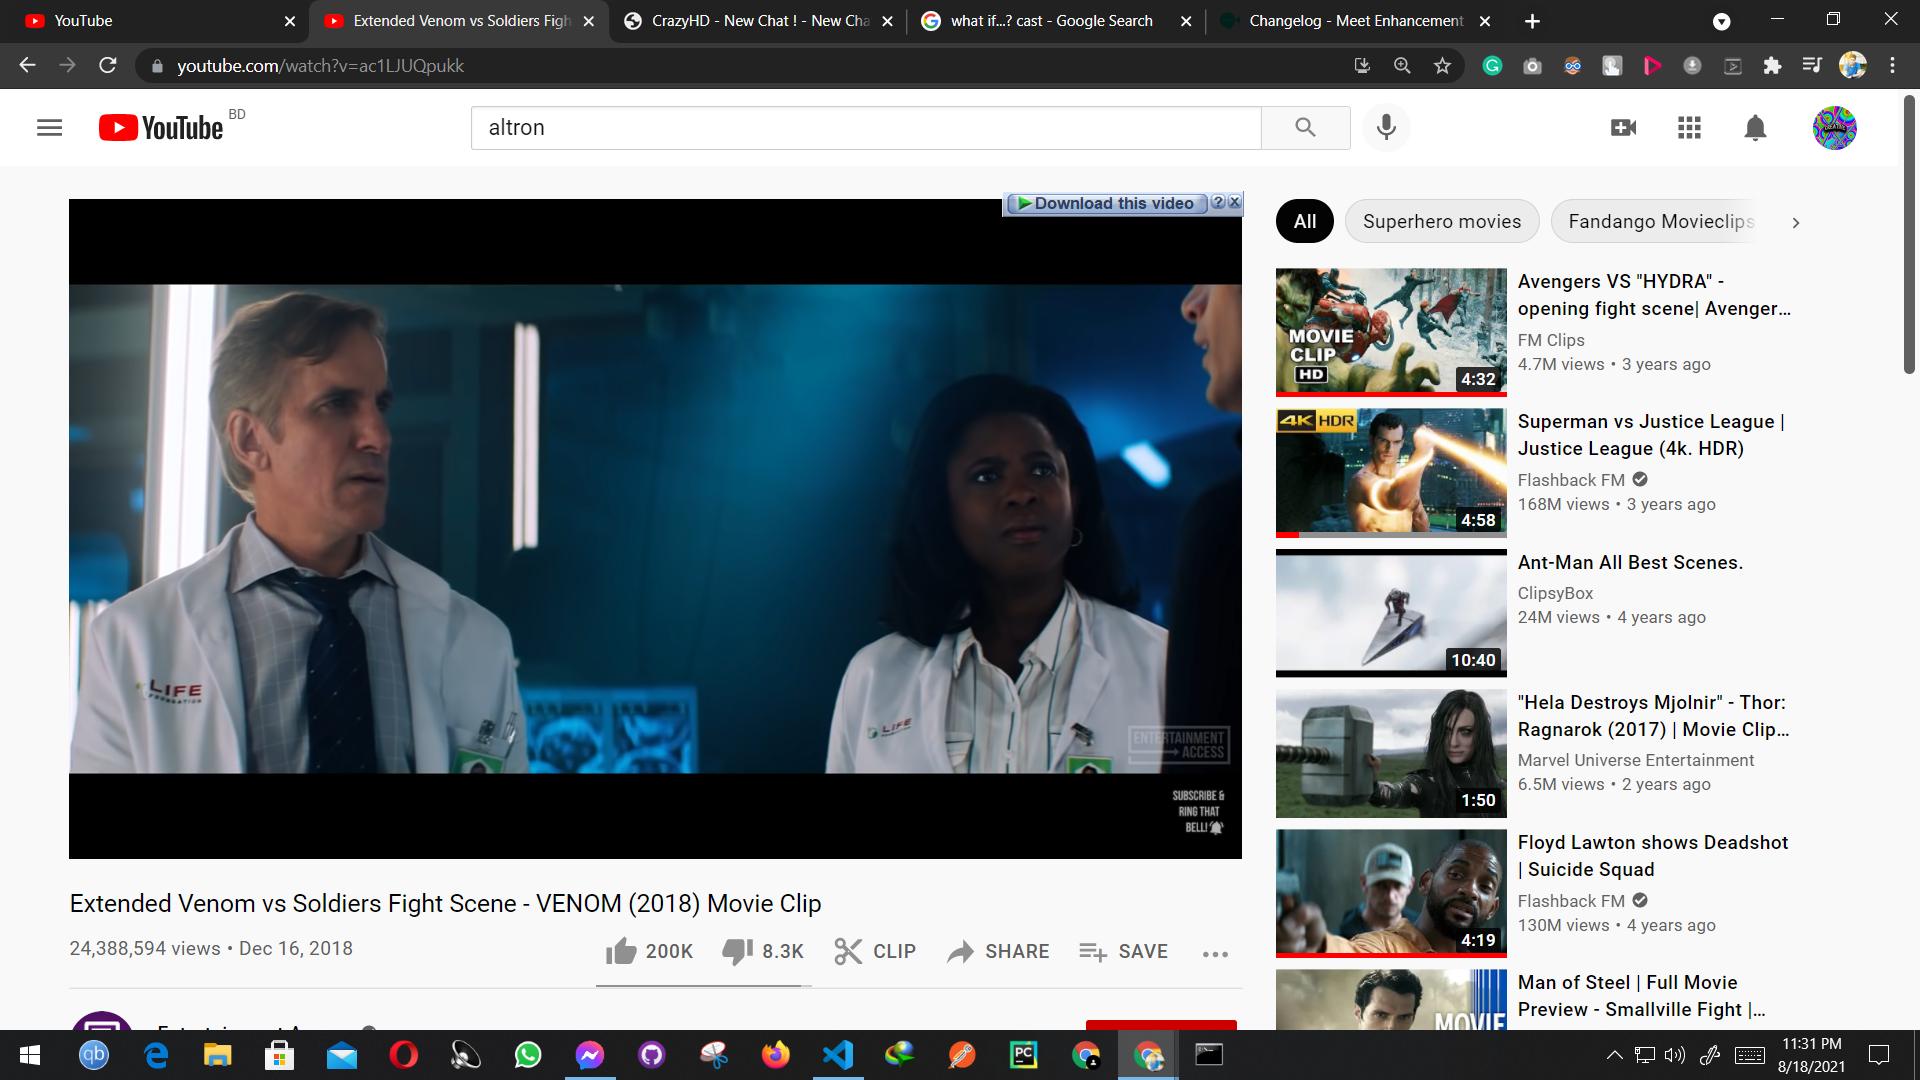 YouTube
Extended Venom vs Soldiers Figh
CrazyHD - New Chat ! - New Cha
what if...? cast - Google Search
Changelog - Meet Enhancement
youtube.com/watch?v=ac1LJUQpukk
YouTube BD
altron
Download this video
All
Superhero movies
Fandango Movieclips
LIFE
FOUNDATION
LIFE
ENTERTAINMENT
ACCESS
SUBSCRIBE &
RING THAT
BELL!
Extended Venom vs Soldiers Fight Scene - VENOM (2018) Movie Clip
24,388,594 views • Dec 16, 2018
200K
8.3K
CLIP
SHARE
SAVE
MOVIE
CLIP
HD
4:32
Avengers VS "HYDRA" -
opening fight scene| Avenger...
FM Clips
4.7M views • 3 years ago
4K HDR
4:58
Superman vs Justice League |
Justice League (4k. HDR)
Flashback FM
168M views • 3 years ago
10:40
Ant-Man All Best Scenes.
ClipsyBox
24M views • 4 years ago
1:50
"Hela Destroys Mjolnir" - Thor:
Ragnarok (2017) | Movie Clip...
Marvel Universe Entertainment
6.5M views • 2 years ago
4:19
Floyd Lawton shows Deadshot
| Suicide Squad
Flashback FM
130M views • 4 years ago
MOVIE
Man of Steel | Full Movie
Preview - Smallville Fight |...
qb
PC
11:31 PM
8/18/2021